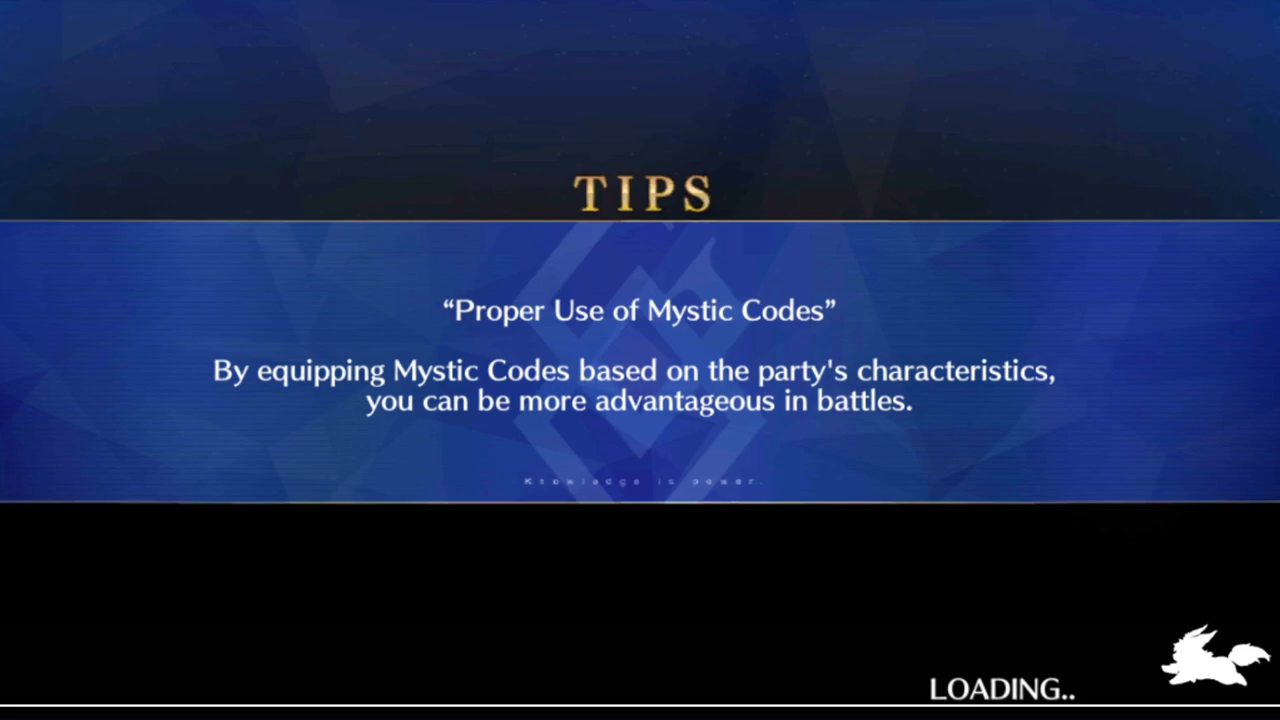 TIPS
“Proper Use of Mystic Codes”
By equipping Mystic Codes based on the party's characteristics,
you can be more advantageous in battles.
Knowledge is power.
LOADING..